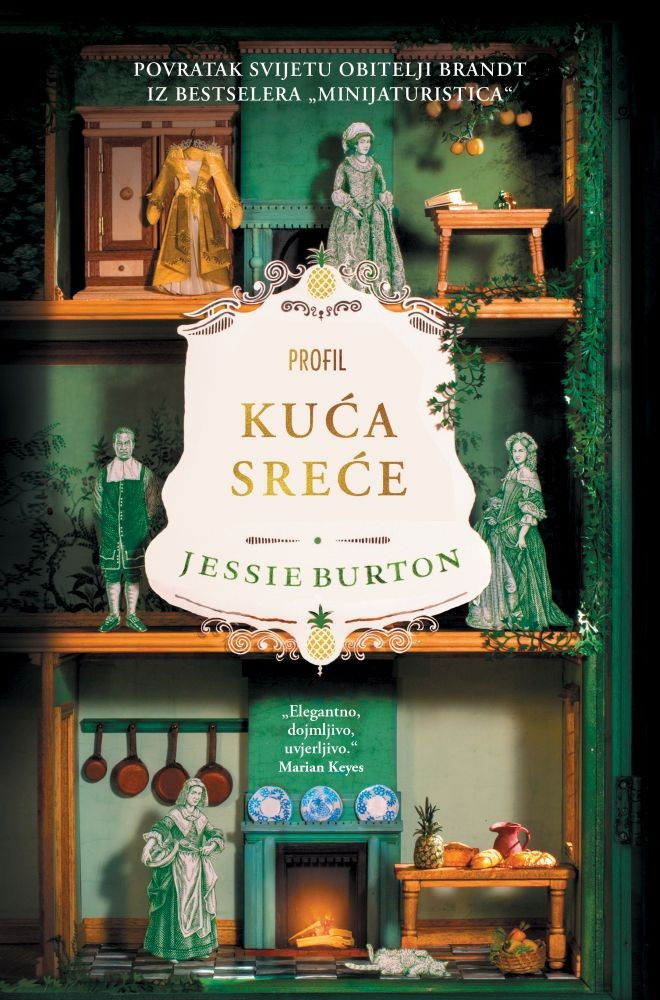 POVRATAK SVIJETU OBITELJI BRANDT
IZ BESTSELERA „MINIJATURISTICA“
PROFIL
KUĆA
SREĆE
JESSIE BURTON
„Elegantno,
dojmljivo,
uvjerljivo.“
Marian Keyes